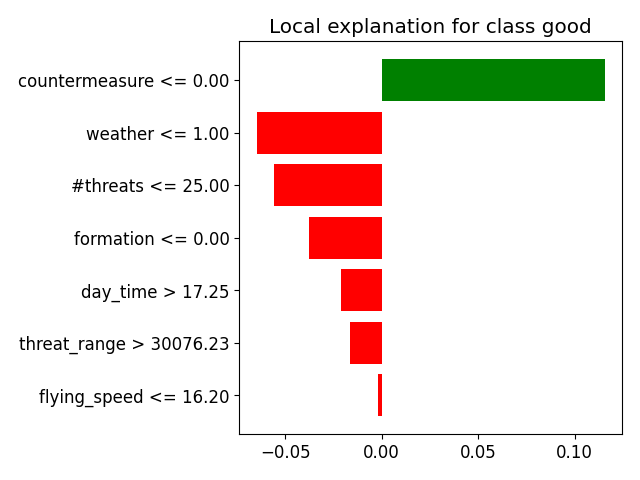 Local explanation for class good
countermeasure <= 0.00
weather <= 1.00
#threats <= 25.00
formation <= 0.00
day_time > 17.25
threat_range > 30076.23
flying_speed <= 16.20
−0.05 0.00 0.05 0.10